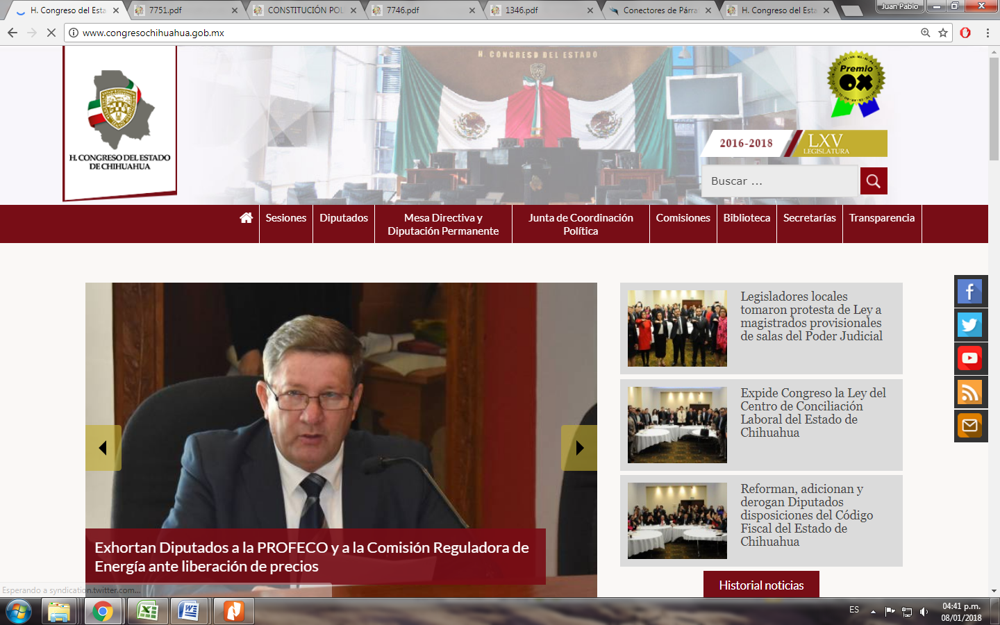 H. Congreso del Esta
7751.pdf
CONSTITUCIÓN POL
7746.pdf
1346.pdf
Conectores de Párra
H. Congreso del Esta
Juan Pablo
www.congresochihuahua.gob.mx
H. CONGRESO DEL ESTADO
Premio
OX
H. CONGRESO DEL ESTADO
DE CHIHUAHUA
2016-2018
LXV
LEGISLATURA
Buscar ...
Sesiones
Diputados
Mesa Directiva y
Diputación Permanente
Junta de Coordinación
Política
Comisiones
Biblioteca
Secretarías
Transparencia
Exhortan Diputados a la PROFECO y a la Comisión Reguladora de
Energía ante liberación de precios
Legisladores locales
tomaron protesta de Ley a
magistrados provisionales
de salas del Poder Judicial
Expide Congreso la Ley del
Centro de Conciliación
Laboral del Estado de
Chihuahua
Reforman, adicionan y
derogan Diputados
disposiciones del Código
Fiscal del Estado de
Chihuahua
Historial noticias
Esperando a syndication.twitter.com...
ES
04:41 p.m.
08/01/2018